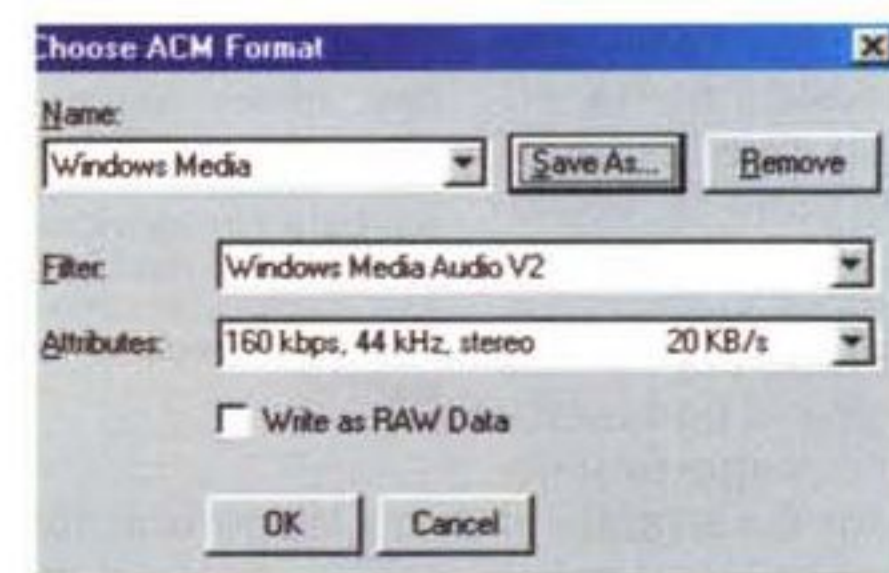 Choose ACM Format
Name:
Windows Media Save As... Remove
Filter: Windows Media Audio V2
Attributes: 160 kbps, 44 kHz, stereo 20 KB/s
Write as RAW Data
OK Cancel